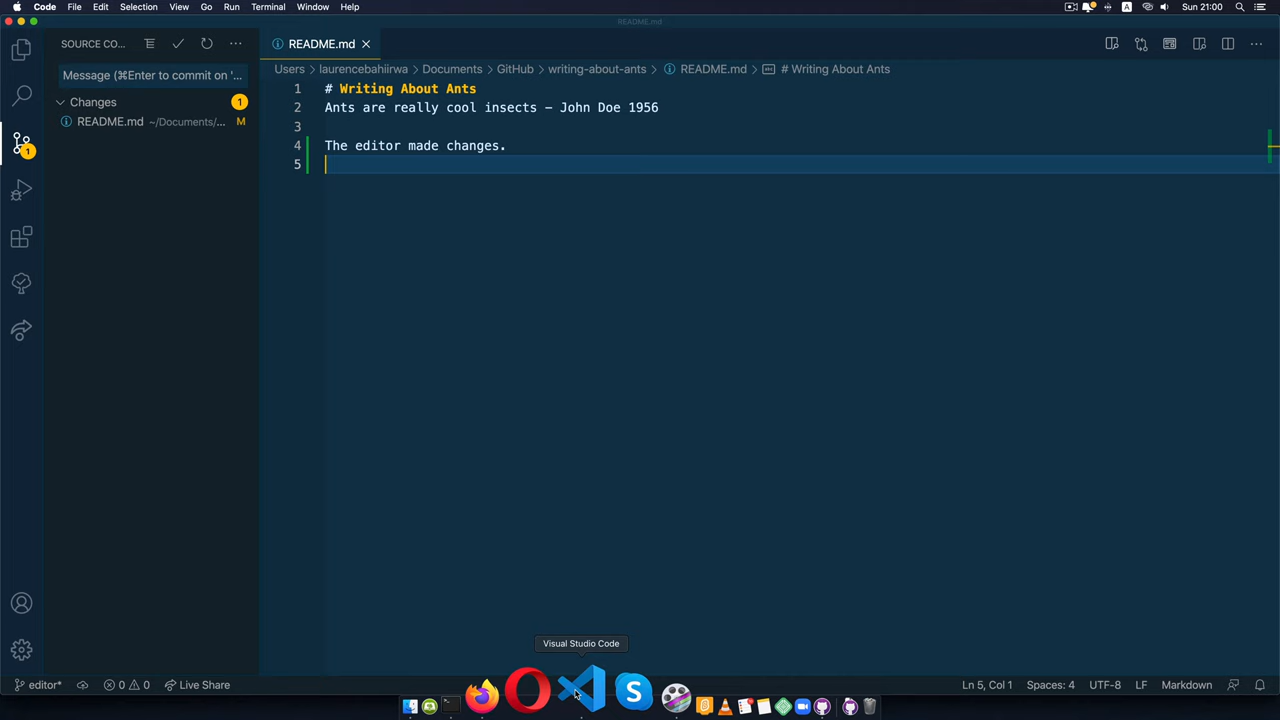 Code File Edit Selection View Go Run Terminal Window Help
A Sun 21:00
README.md
SOURCE CO...
README.md
Users > laurencebahiirwa > Documents > GitHub > writing-about-ants > README.md > # Writing About Ants
Message (⌘Enter to commit on '...
Changes 1
README.md ~/Documents/... M
1 # Writing About Ants
2 Ants are really cool insects – John Doe 1956
3
4 The editor made changes.
5
1
Visual Studio Code
S
editor* 0 0 Live Share
Ln 5, Col 1 Spaces: 4 UTF-8 LF Markdown